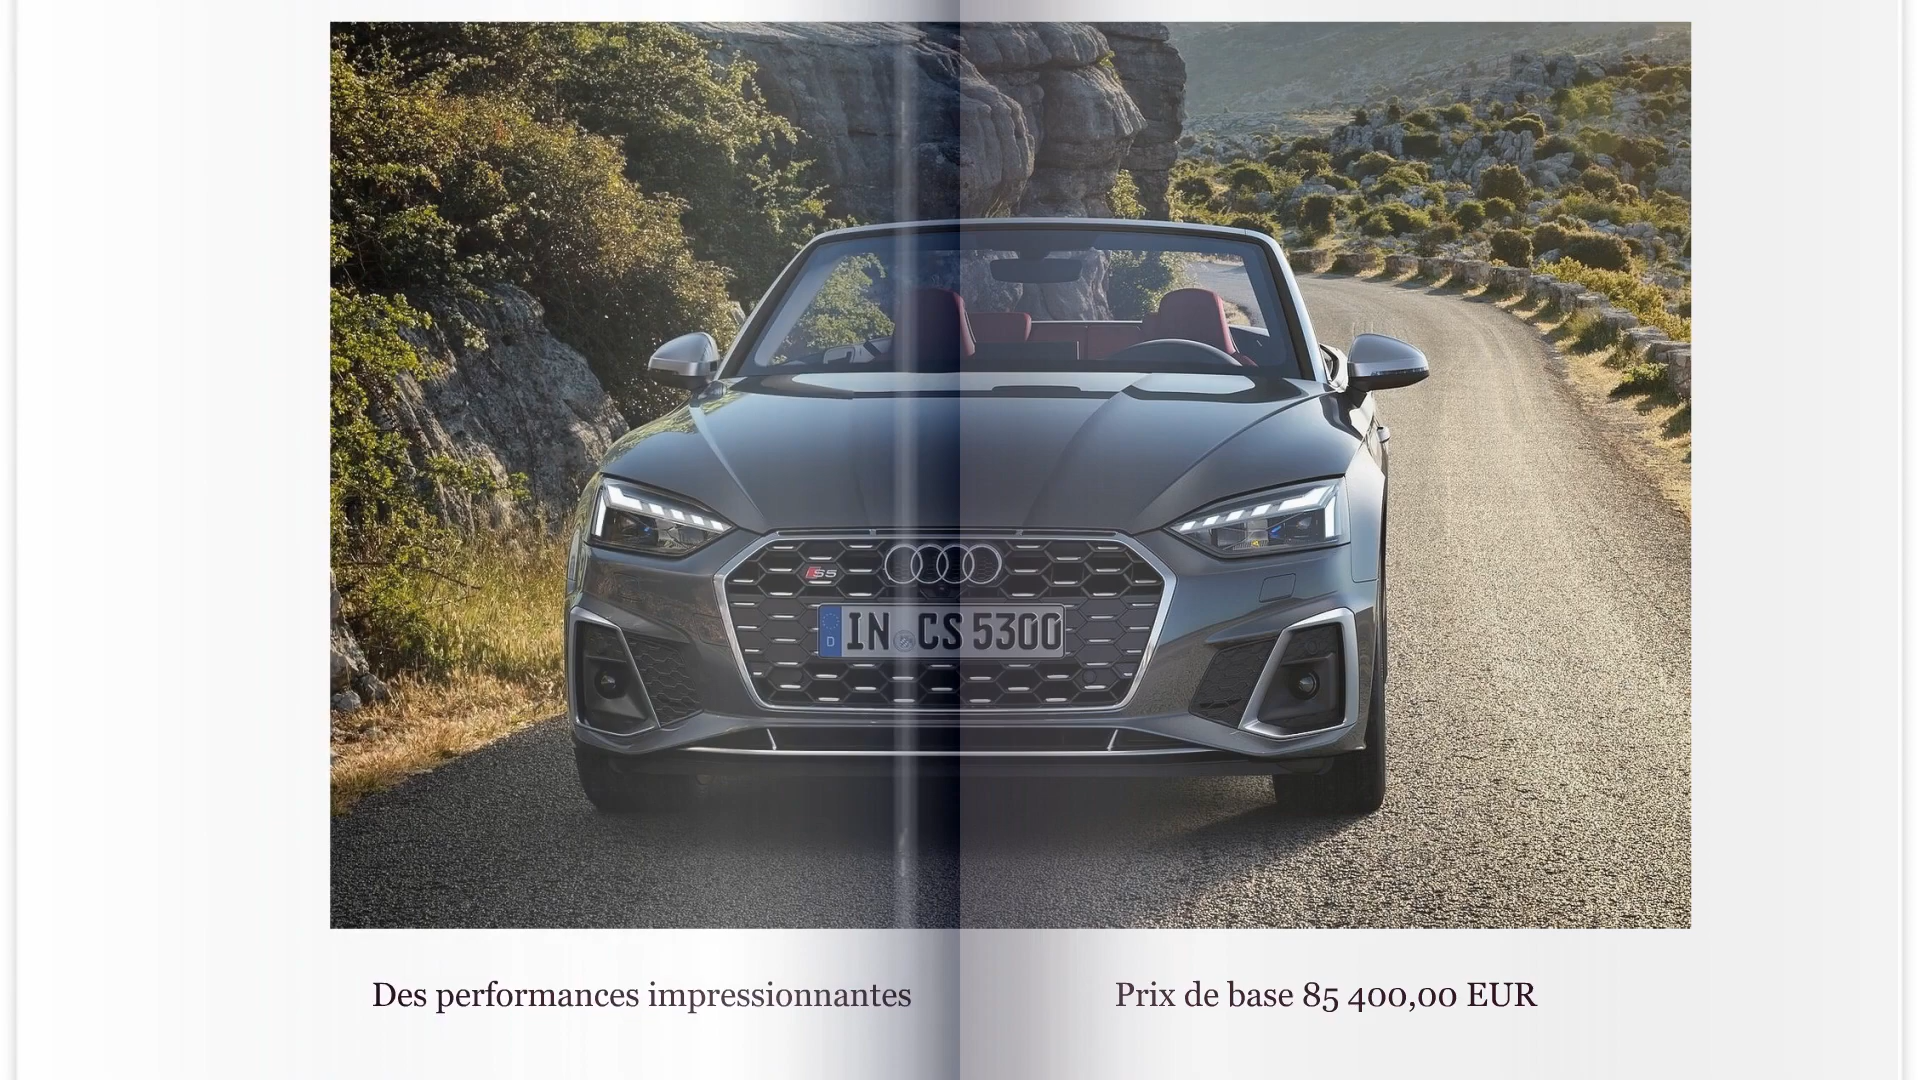 S5
D
IN CS 5300
Des performances impressionnantes
Prix de base 85 400,00 EUR